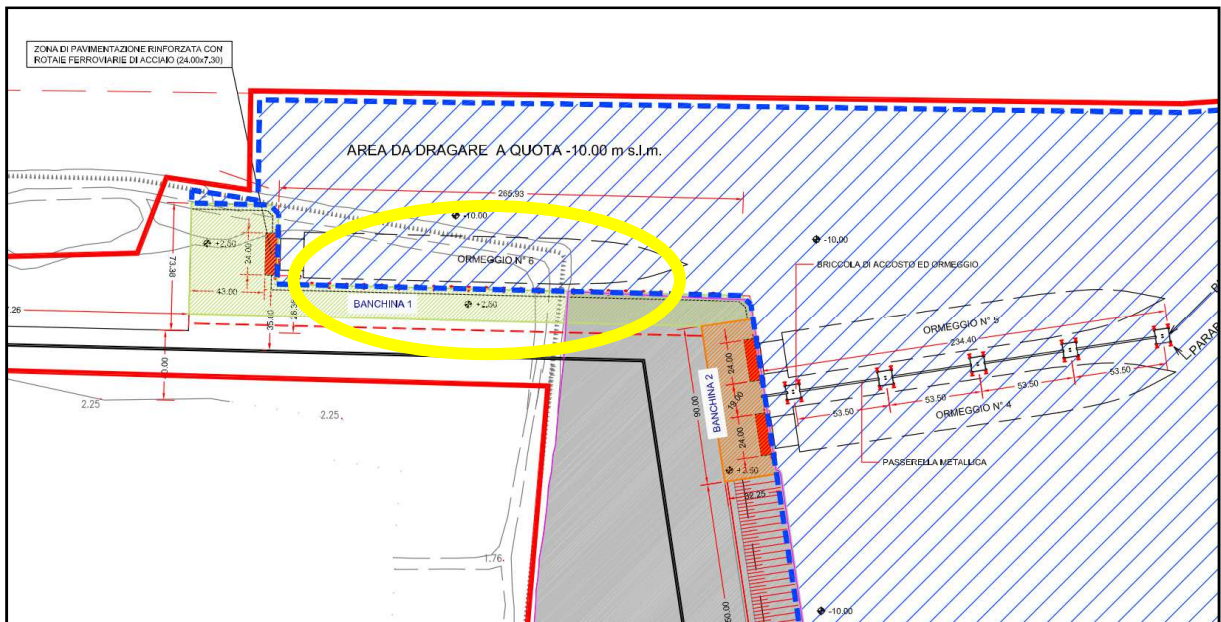 ZONA DI PAVIMENTAZIONE RINFORZATA CON
ROTAIE FERROVIARIE DI ACCIAIO (24.00x7.30)
AREA DA DRAGARE A QUOTA -10.00 m s.l.m.
265.93
-10.00
+2.50
24.00
73.38
ORMEGGIO N° 6
-10.00
BRICCOLA DI ACCOSTO ED ORMEGGIO
43.00
BANCHINA 1
+2.50
28.35
35.00
ORMEGGIO N° 5
234.40
53.50
53.50
53.50
53.50
ORMEGGIO N° 4
PASSERELLA METALLICA
24.00
19.00
24.00
90.00
BANCHINA 2
+2.50
32.25
2.25
2.25
1.76
-10.00